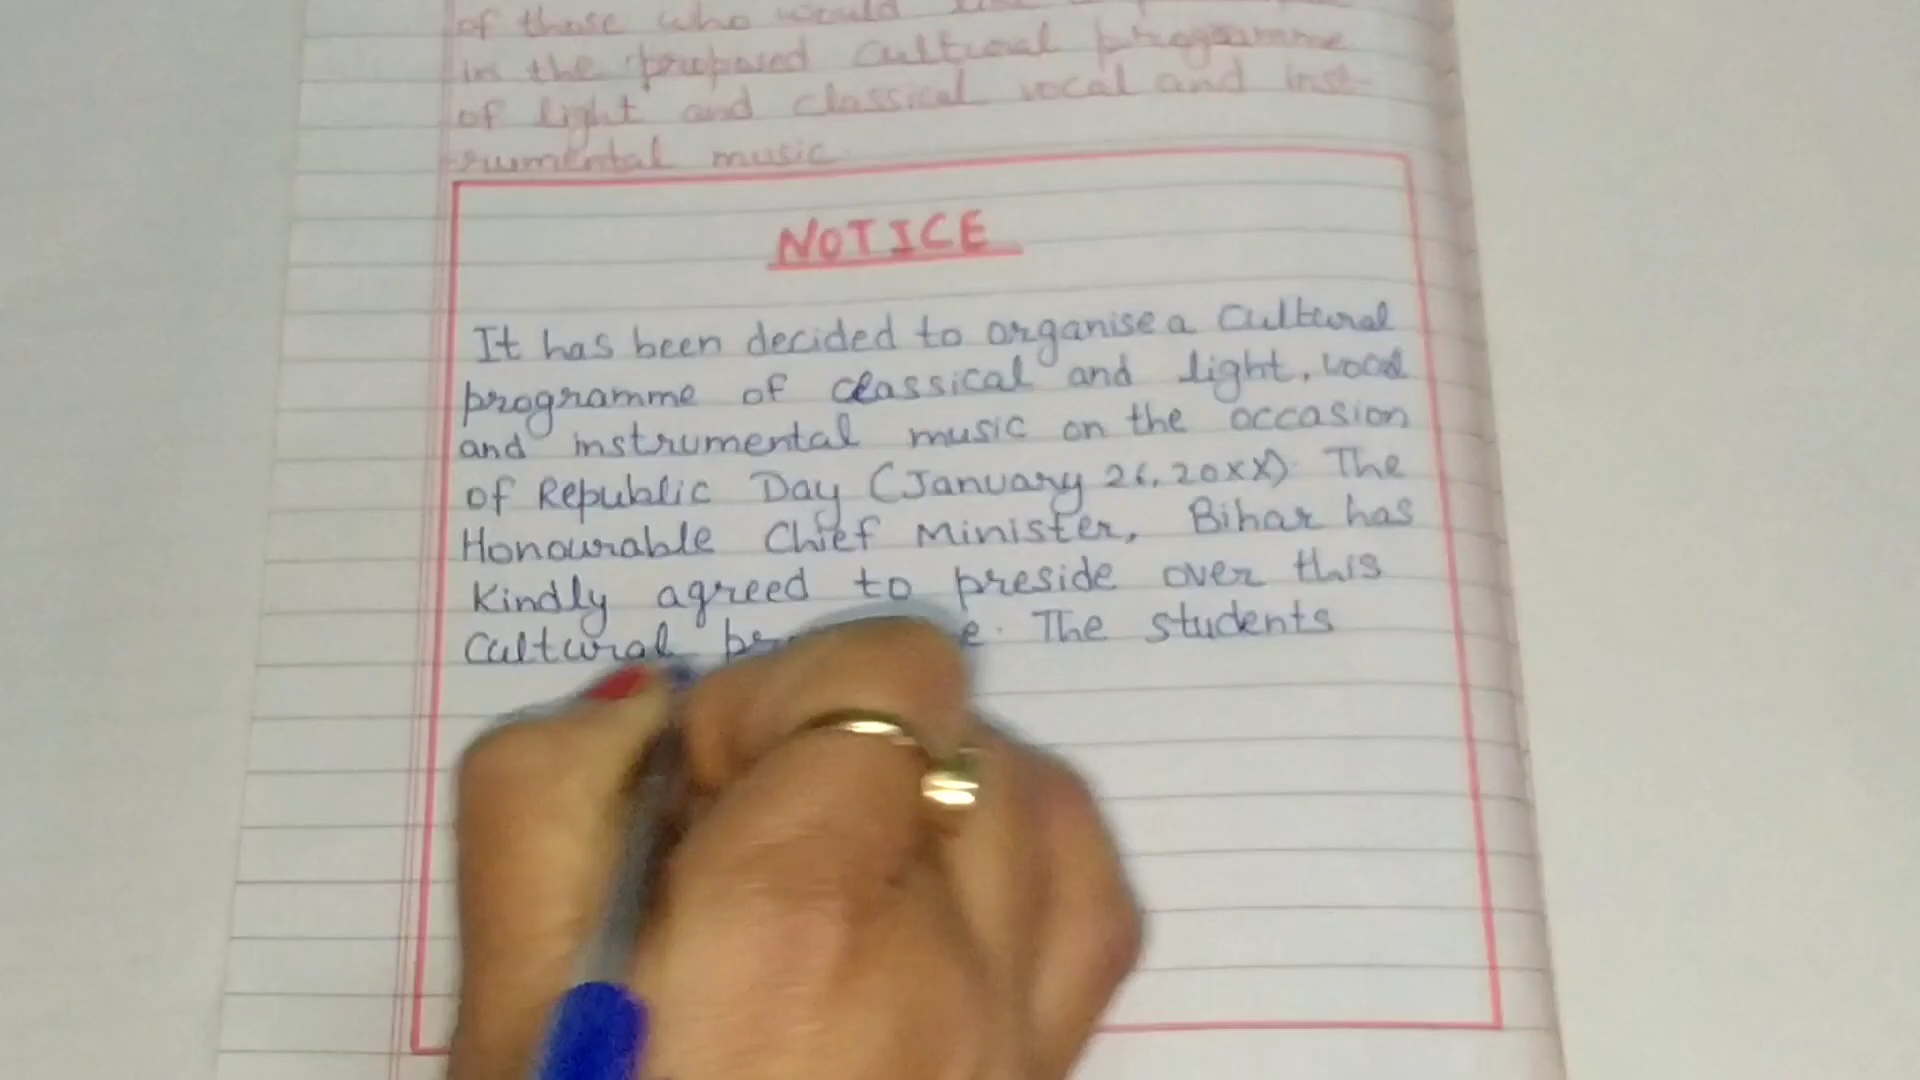 of those who would
in the proposed cultural programme
of light and classical vocal and inst-
rumental music.
NOTICE
It has been decided to organise a Cultural
programme of classical and light, vocal
and instrumental music on the occasion
of Republic Day (January 26, 20XX). The
Honourable Chief Minister, Bihar has
Kindly agreed to preside over this
Cultural The students